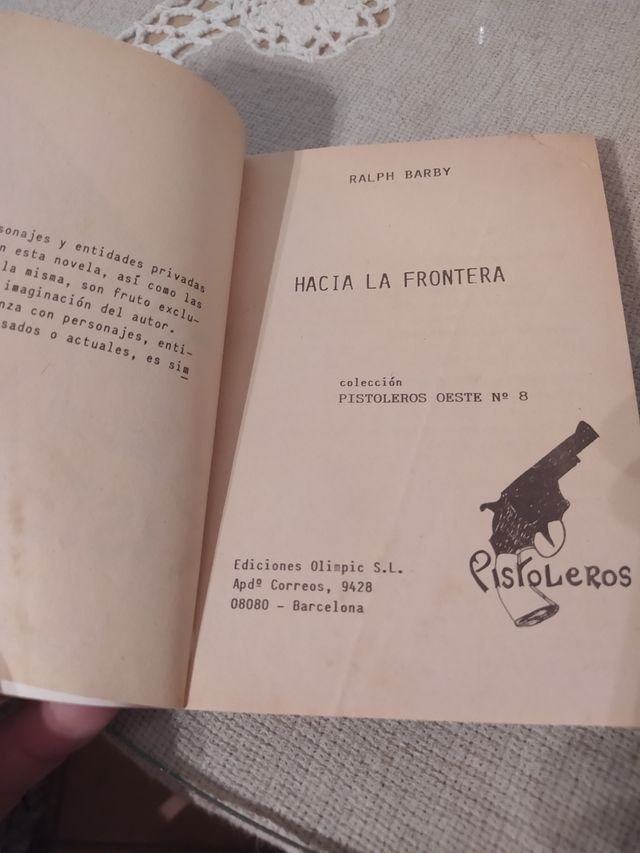 sonajes y entidades privadas
n esta novela, así como las
la misma, son fruto exclu-
imaginación del autor.
nza con personajes, enti-
sados o actuales, es sim
RALPH BARBY
HACIA LA FRONTERA
colección
PISTOLEROS OESTE Nº 8
PISTOLEROS
Ediciones Olimpic S.L.
Apdº Correos, 9428
08080 - Barcelona